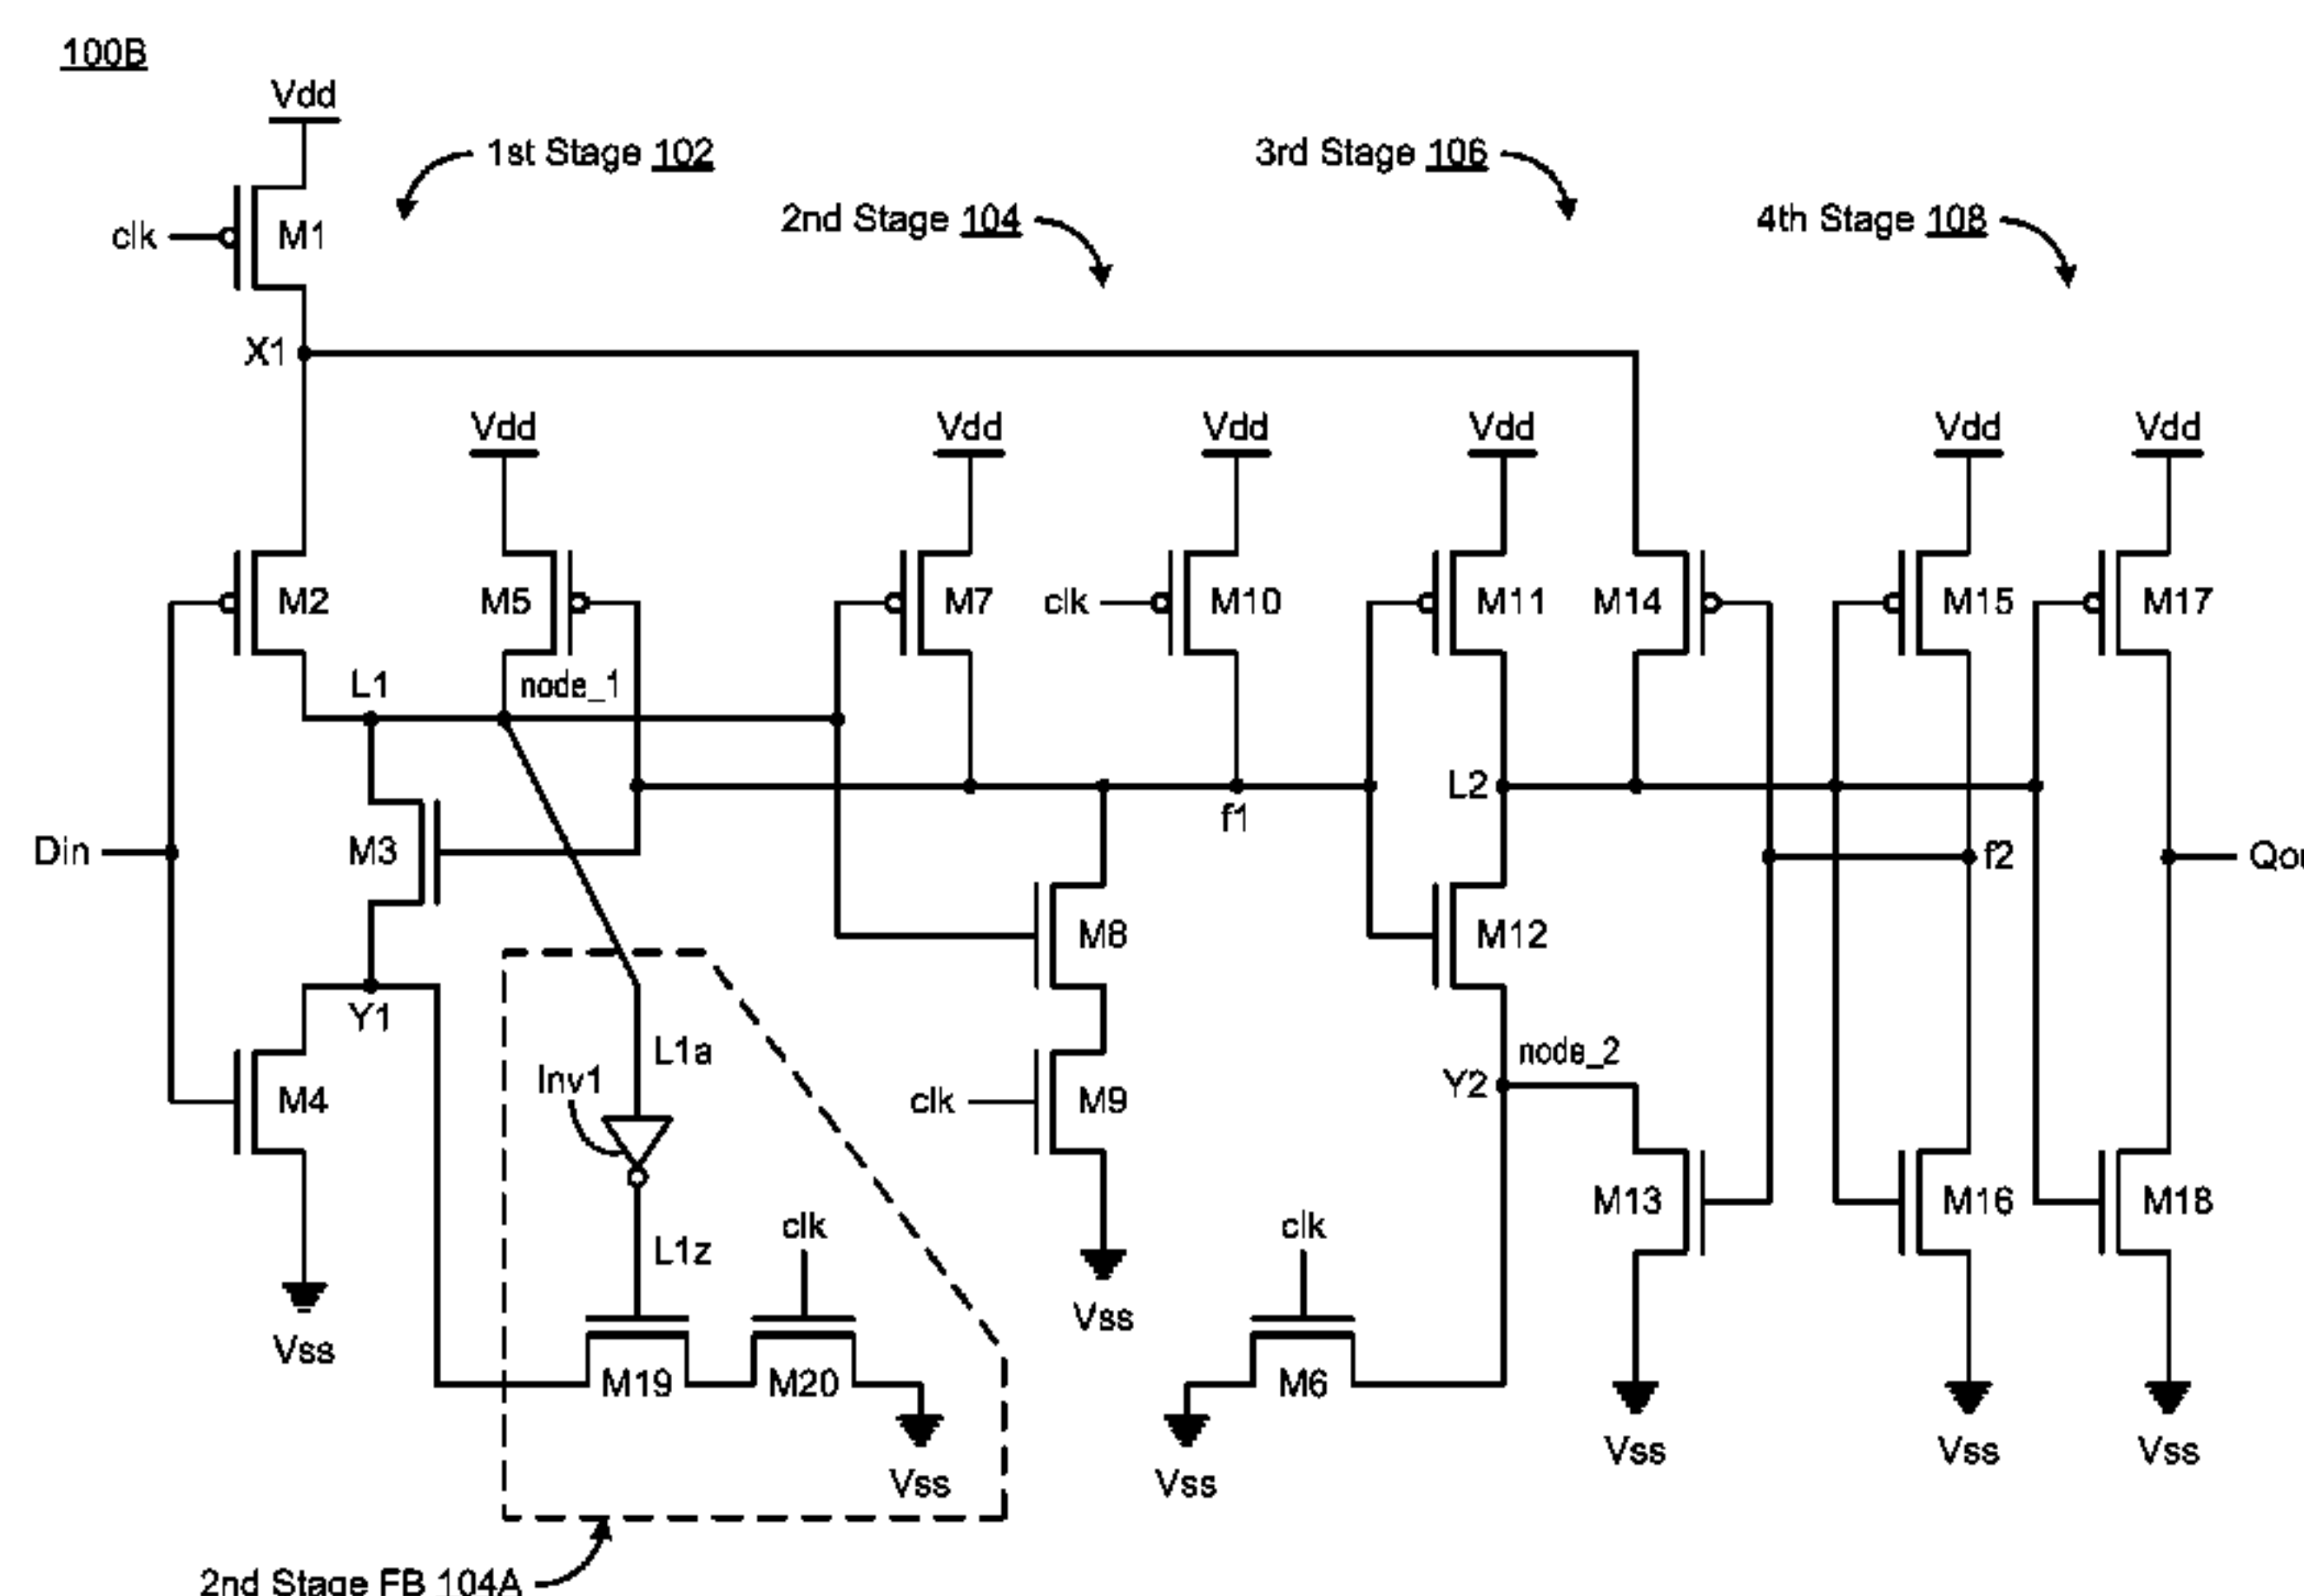 100B
Vdd
1st Stage 102
3rd Stage 106
2nd Stage 104
4th Stage 108
clk
M1
X1
Vdd
Vdd
Vdd
Vdd
Vdd
Vdd
M2
M5
M7
clk
M10
M11
M14
M15
M17
L1
node_1
L2
f1
Din
M3
f2
M8
M12
Y1
L1a
node_2
Inv1
Y2
M4
clk
M9
L1z
clk
clk
M13
M16
M18
Vss
Vss
M19
M20
M6
Vss
Vss
Vss
Vss
Vss
2nd Stage FB 104A